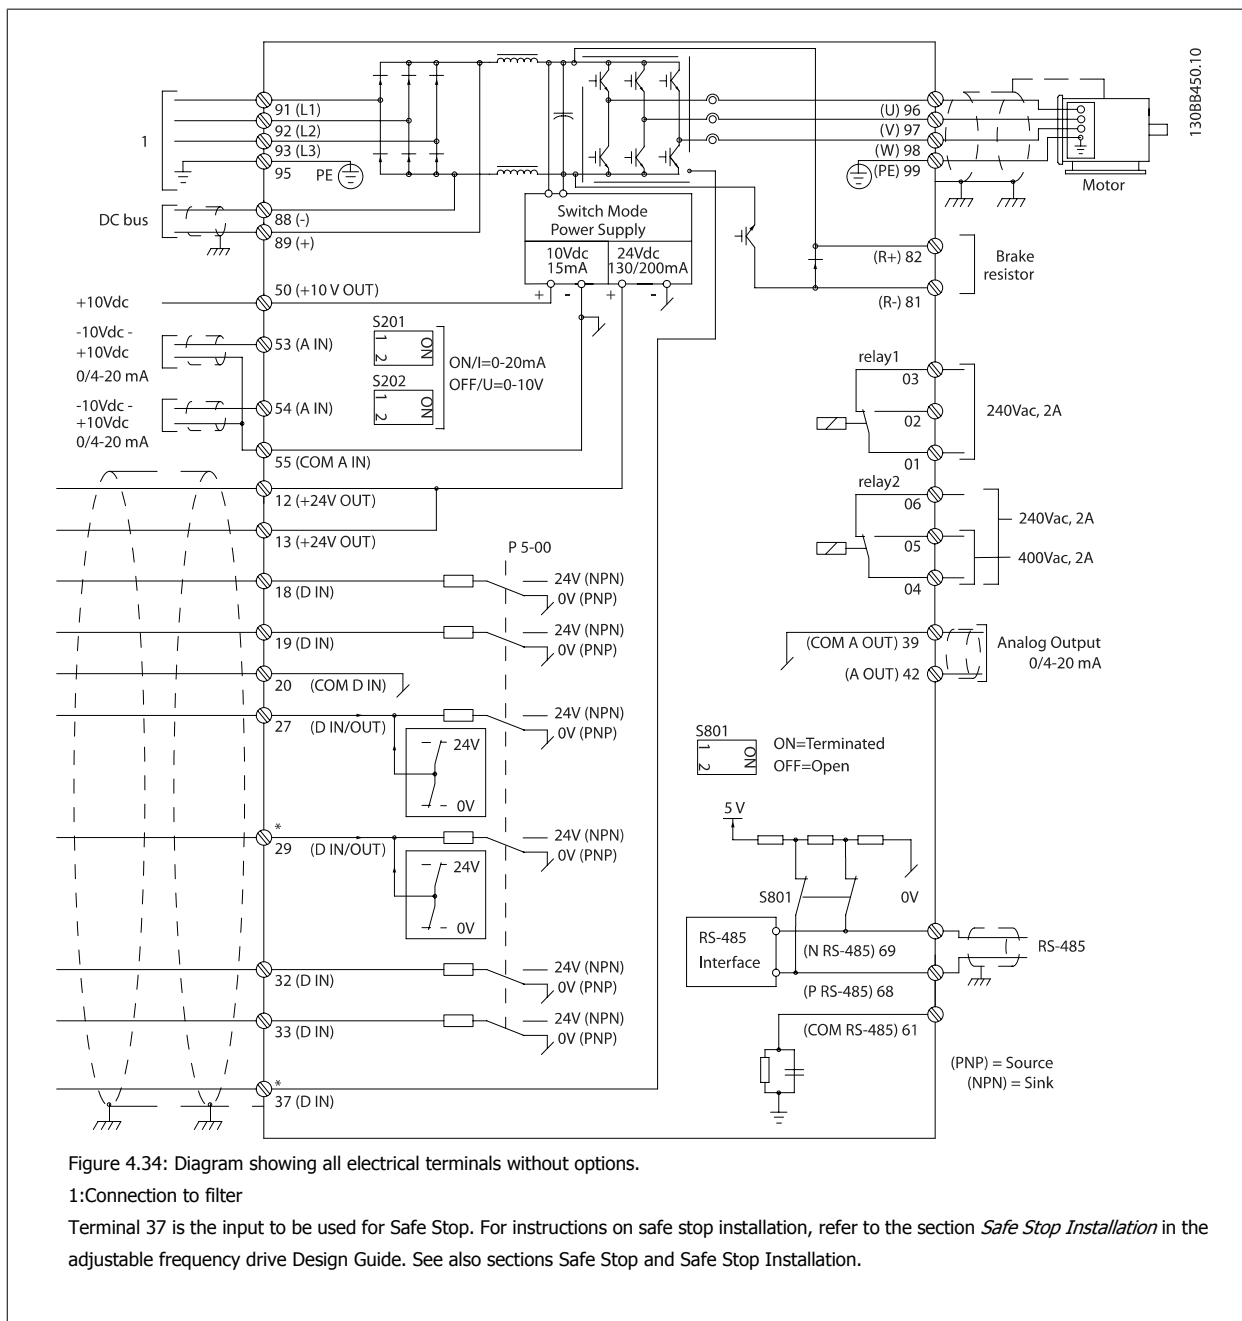 130BB450.10
1
91 (L1)
92 (L2)
93 (L3)
95
PE
DC bus
88 (-)
89 (+)
Switch Mode
Power Supply
10Vdc
15mA
24Vdc
130/200mA
+
-
+
-
(U) 96
(V) 97
(W) 98
(PE) 99
Motor
(R+) 82
(R-) 81
Brake
resistor
+10Vdc
50 (+10 V OUT)
-10Vdc -
+10Vdc
0/4-20 mA
53 (A IN)
-10Vdc -
+10Vdc
0/4-20 mA
54 (A IN)
55 (COM A IN)
S201
1
2
ON
S202
1
2
ON
ON/I=0-20mA
OFF/U=0-10V
relay1
03
02
01
240Vac, 2A
relay2
06
05
04
240Vac, 2A
400Vac, 2A
12 (+24V OUT)
13 (+24V OUT)
P 5-00
18 (D IN)
24V (NPN)
0V (PNP)
19 (D IN)
24V (NPN)
0V (PNP)
20 (COM D IN)
27 (D IN/OUT)
24V (NPN)
0V (PNP)
24V
0V
*
29 (D IN/OUT)
24V (NPN)
0V (PNP)
24V
0V
32 (D IN)
24V (NPN)
0V (PNP)
33 (D IN)
24V (NPN)
0V (PNP)
*
37 (D IN)
(COM A OUT) 39
(A OUT) 42
Analog Output
0/4-20 mA
S801
1
2
ON
ON=Terminated
OFF=Open
5 V
S801
0V
RS-485
Interface
(N RS-485) 69
(P RS-485) 68
(COM RS-485) 61
RS-485
(PNP) = Source
(NPN) = Sink
Figure 4.34: Diagram showing all electrical terminals without options.
1:Connection to filter
Terminal 37 is the input to be used for Safe Stop. For instructions on safe stop installation, refer to the section Safe Stop Installation in the
adjustable frequency drive Design Guide. See also sections Safe Stop and Safe Stop Installation.